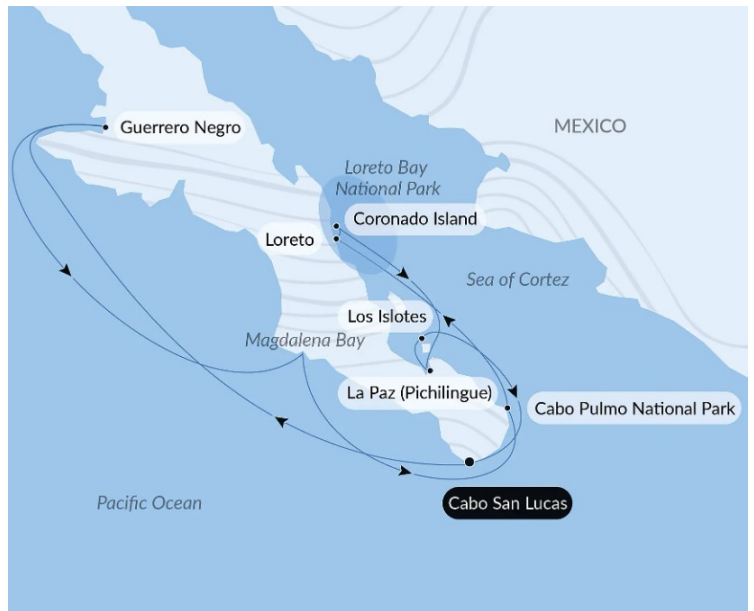 Guerrero Negro
MEXICO
Loreto Bay
National Park
Coronado Island
Loreto
Sea of Cortez
Los Islotes
Magdalena Bay
La Paz (Pichilingue)
Cabo Pulmo National Park
Pacific Ocean
Cabo San Lucas